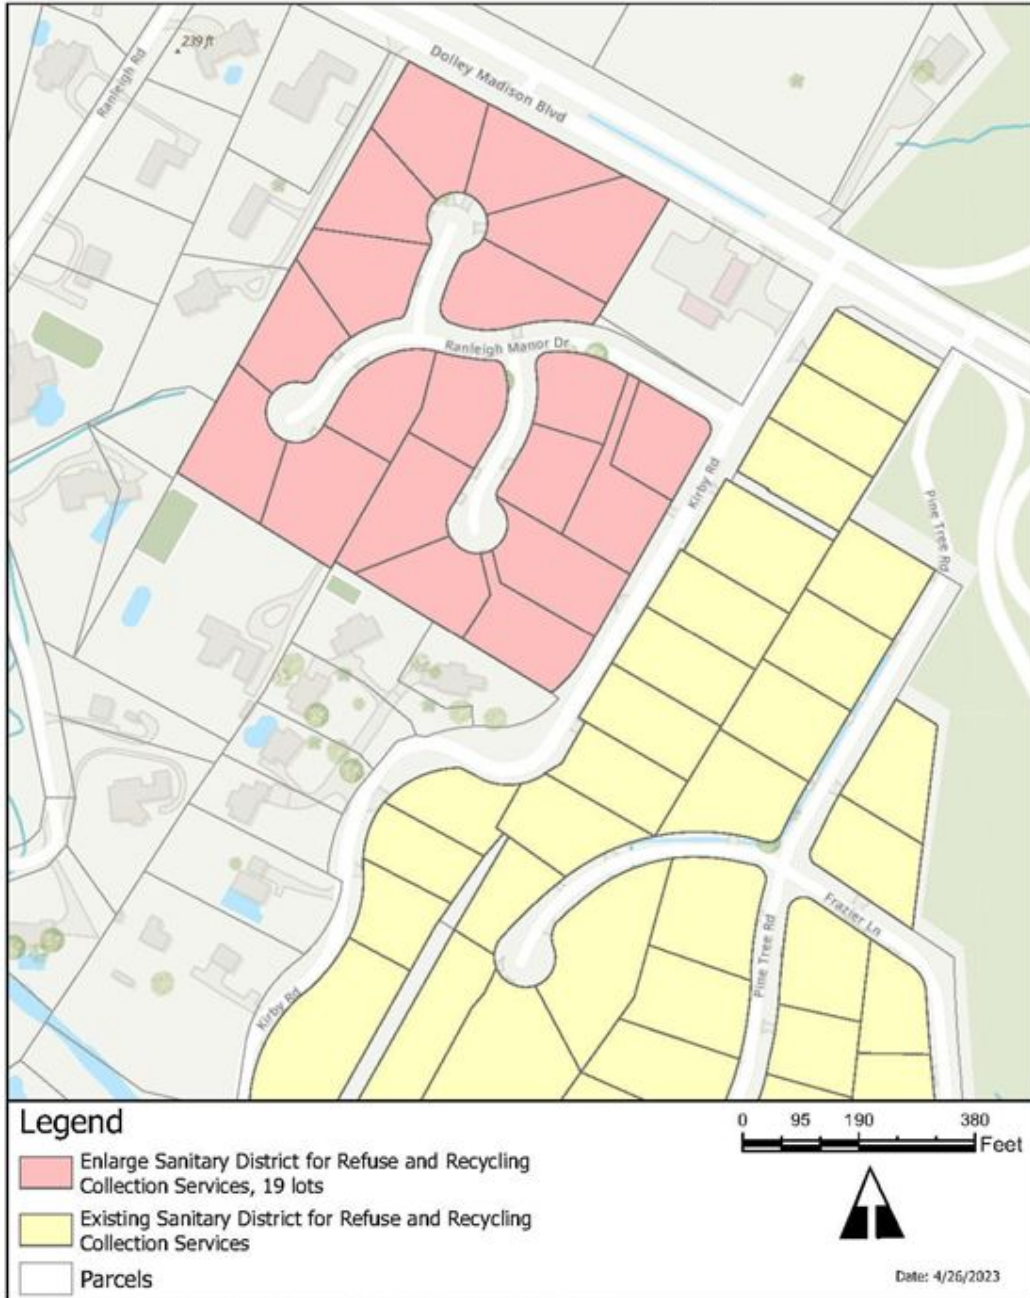 Ranleigh Rd
239 ft
Dolley Madison Blvd
Ranleigh Manor Dr
Kirby Rd
Pine Tree Rd
Frazier Ln
Pine Tree Rd
Kirby Rd
Legend
Enlarge Sanitary District for Refuse and Recycling
Collection Services, 19 lots
Existing Sanitary District for Refuse and Recycling
Collection Services
Parcels
0 95 190 380
Feet
Date: 4/26/2023